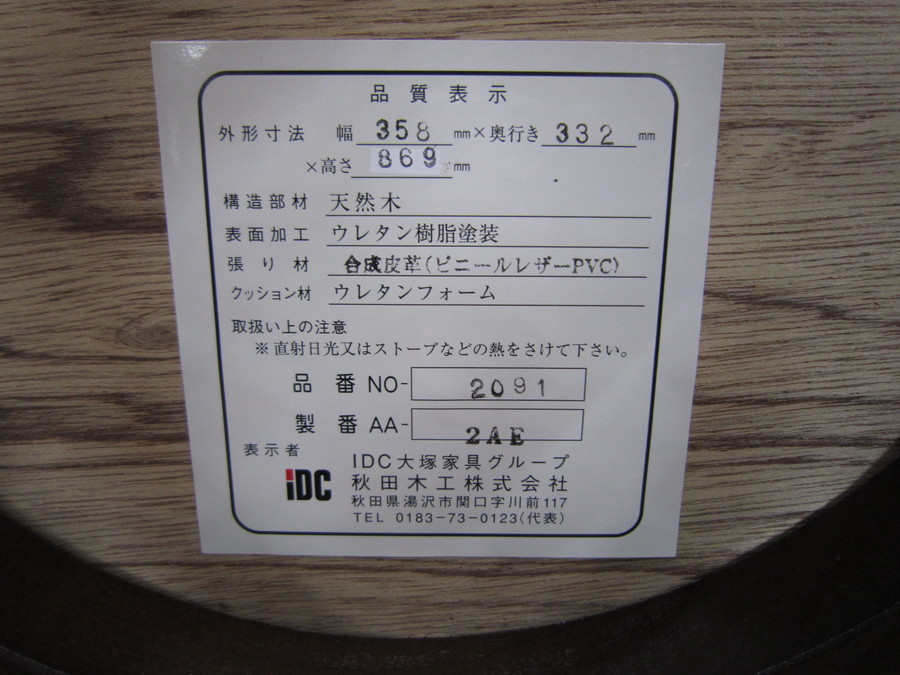 品質表示
外形寸法 幅 358 mm×奥行き 332 mm
×高さ 869 mm
構造部材 天然木
表面加工 ウレタン樹脂塗装
張り材 合成皮革(ビニールレザーPVC)
クッション材 ウレタンフォーム
取扱い上の注意
※直射日光又はストーブなどの熱をさけて下さい。
品番NO- 2091
製番AA- 2AE
表示者
IDC大塚家具グループ
iDC 秋田木工株式会社
秋田県湯沢市関口字川前117
TEL 0183-73-0123(代表)